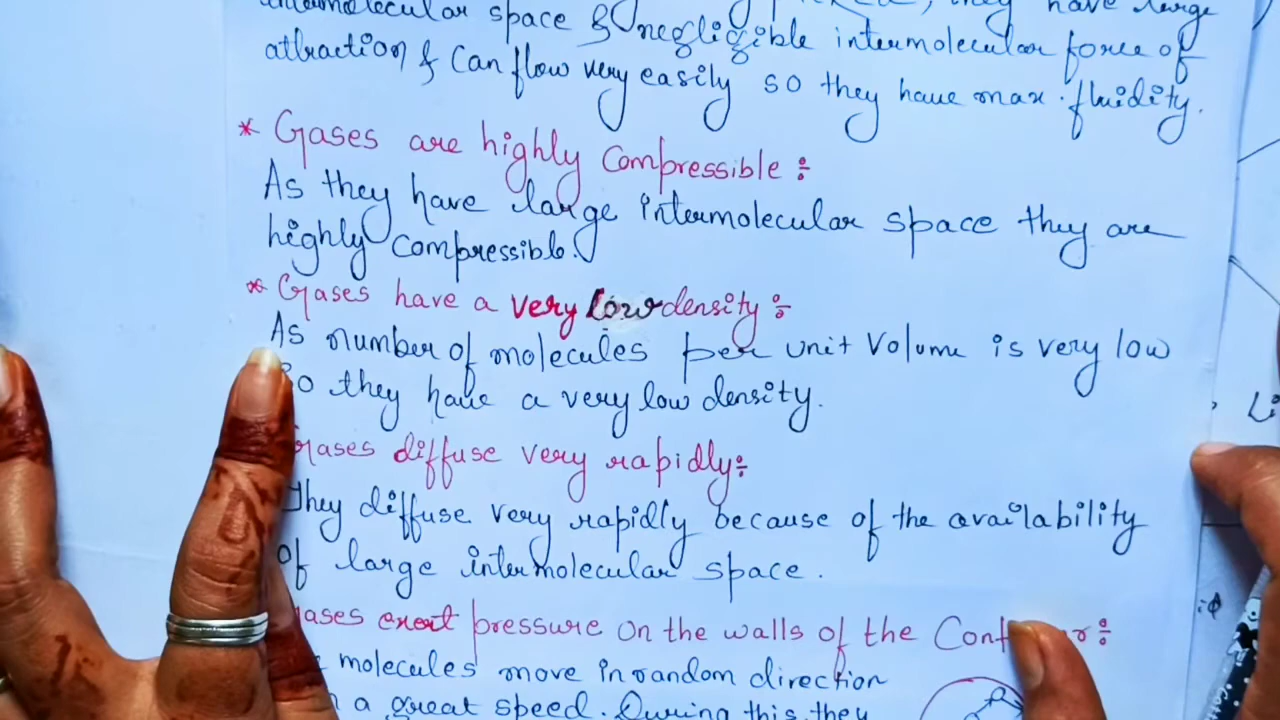 intermolecular space & negligible intermolecular force of
attraction & can flow very easily so they have max. fluidity.
* Gases are highly compressible :
As they have large intermolecular space they are
highly compressible.
* Gases have a very low density :
As number of molecules per unit volume is very low
so they have a very low density.
Gases diffuse very rapidly:
They diffuse very rapidly because of the availability
of large intermolecular space.
Gases exert pressure on the walls of the
molecules move in random direction
a great speed. During this they